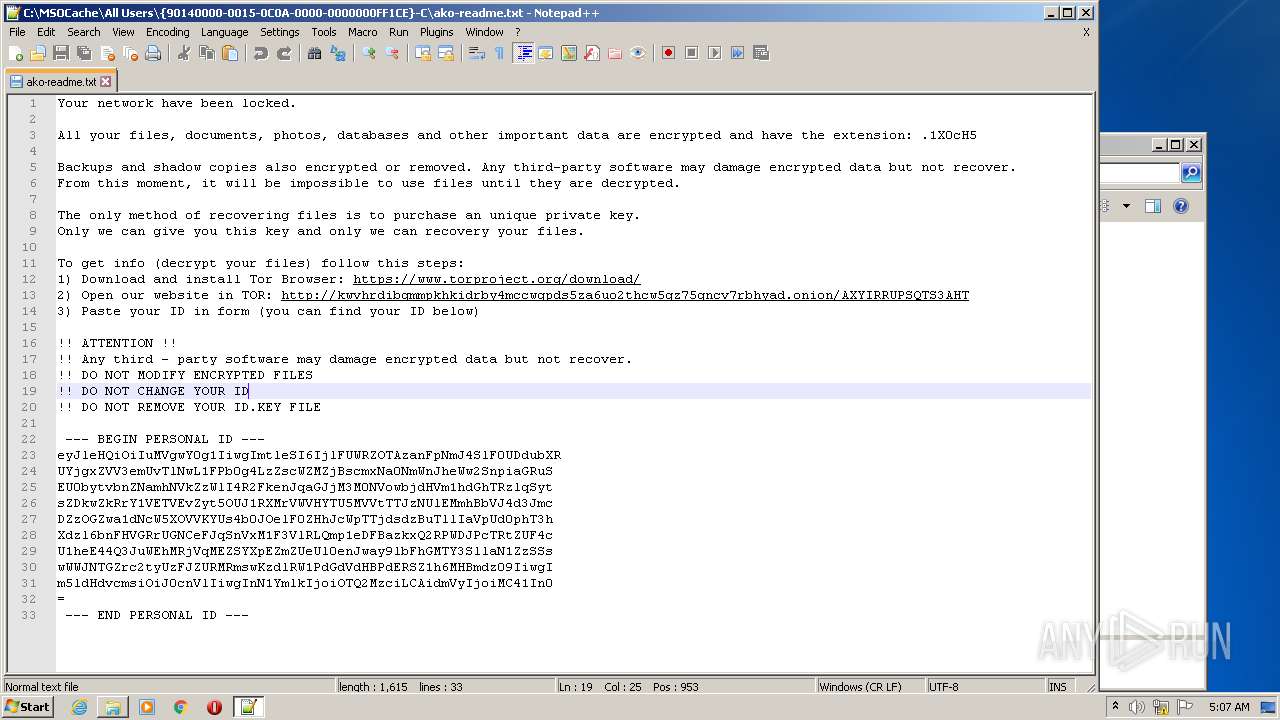 C:\MSOCache\All Users\{90140000-0015-0C0A-0000-0000000FF1CE}-C\ako-readme.txt - Notepad++
File Edit Search View Encoding Language Settings Tools Macro Run Plugins Window ? X
ako-readme.txt
1 Your network have been locked.
2
3 All your files, documents, photos, databases and other important data are encrypted and have the extension: .1XOcH5
4
5 Backups and shadow copies also encrypted or removed. Any third-party software may damage encrypted data but not recover.
6 From this moment, it will be impossible to use files until they are decrypted.
7
8 The only method of recovering files is to purchase an unique private key.
9 Only we can give you this key and only we can recovery your files.
10
11 To get info (decrypt your files) follow this steps:
12 1) Download and install Tor Browser: https://www.torproject.org/download/
13 2) Open our website in TOR: http://kwvhrdibgmmpkhkidrby4mccwqpds5za6uo2thcw5gz75qncv7rbhyad.onion/AXYIRRUPSQTS3AHT
14 3) Paste your ID in form (you can find your ID below)
15
16 !! ATTENTION !!
17 !! Any third - party software may damage encrypted data but not recover.
18 !! DO NOT MODIFY ENCRYPTED FILES
19 !! DO NOT CHANGE YOUR ID
20 !! DO NOT REMOVE YOUR ID.KEY FILE
21
22 --- BEGIN PERSONAL ID ---
23
24
25
26
27
28
29
30
31
32 =
33 --- END PERSONAL ID ---
Normal text file length : 1,615 lines : 33 Ln : 19 Col : 25 Pos : 953 Windows (CR LF) UTF-8 INS
ANY RUN
Start 5:07 AM